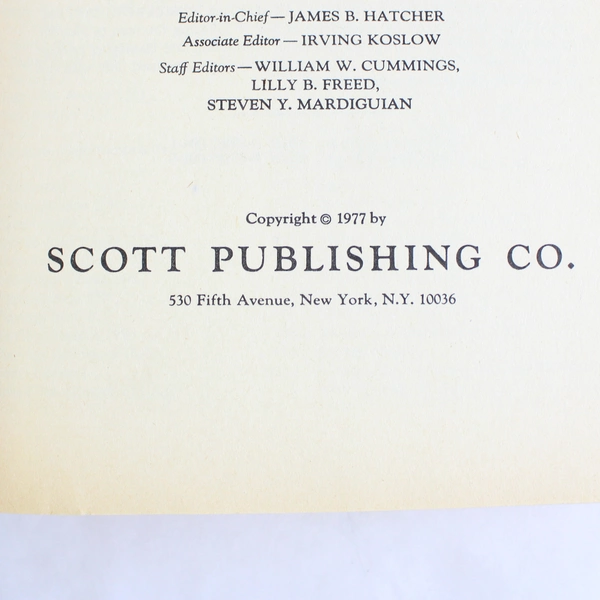 Editor-in-Chief — JAMES B. HATCHER
Associate Editor — IRVING KOSLOW
Staff Editors — WILLIAM W. CUMMINGS,
LILLY B. FREED,
STEVEN Y. MARDIGUIAN
Copyright © 1977 by
SCOTT PUBLISHING CO.
530 Fifth Avenue, New York, N.Y. 10036